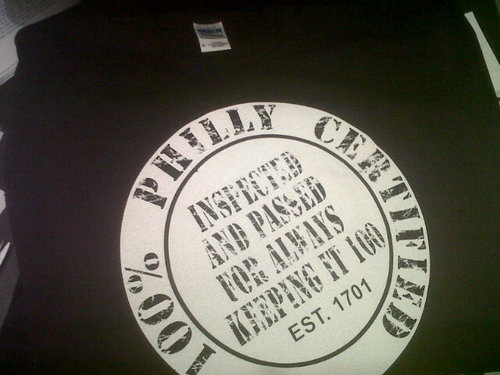 100% PHILLY CERTIFIED
INSPECTED
AND PASSED
FOR ALWAYS
KEEPING IT 100
EST. 1701